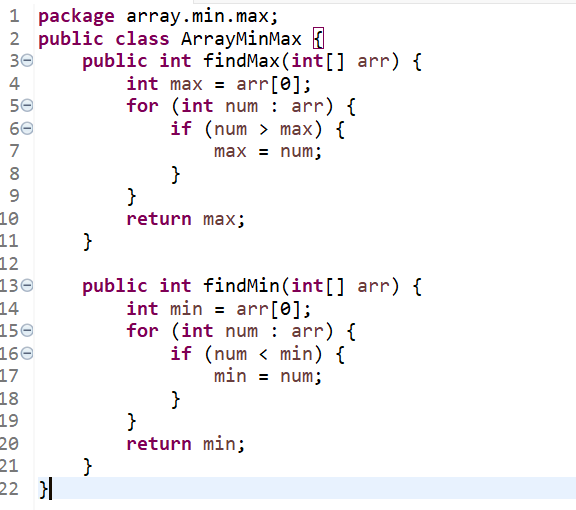 1 package array.min.max;
2 public class ArrayMinMax {
3 public int findMax(int[] arr) {
4 int max = arr[0];
5 for (int num : arr) {
6 if (num > max) {
7 max = num;
8 }
9 }
10 return max;
11 }
12
13 public int findMin(int[] arr) {
14 int min = arr[0];
15 for (int num : arr) {
16 if (num < min) {
17 min = num;
18 }
19 }
20 return min;
21 }
22 }